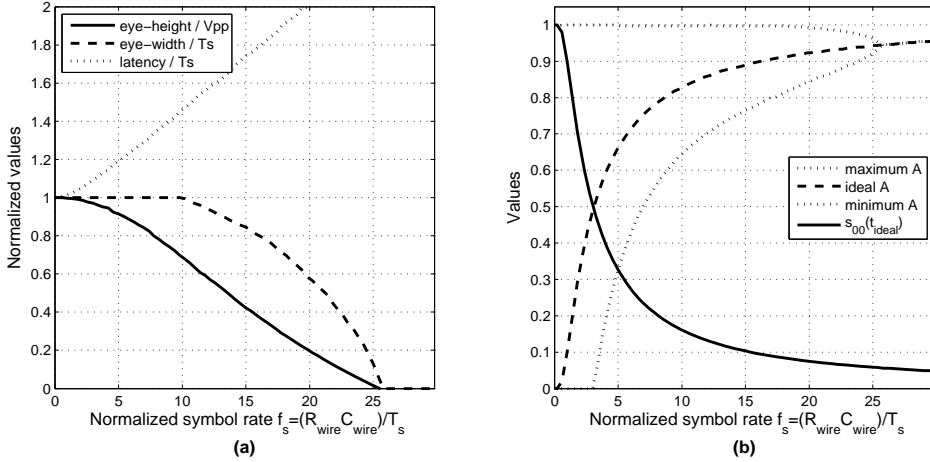 2
1.8
1.6
1.4
1.2
1
0.8
0.6
0.4
0.2
0
Normalized values
eye−height / Vpp
eye−width / Ts
latency / Ts
0 5 10 15 20 25
Normalized symbol rate f_s=(R_wire C_wire)/T_s
(a)
1
0.9
0.8
0.7
0.6
0.5
0.4
0.3
0.2
0.1
0
Values
maximum A
ideal A
minimum A
s_00(t_ideal)
0 5 10 15 20 25
Normalized symbol rate f_s=(R_wire C_wire)/T_s
(b)